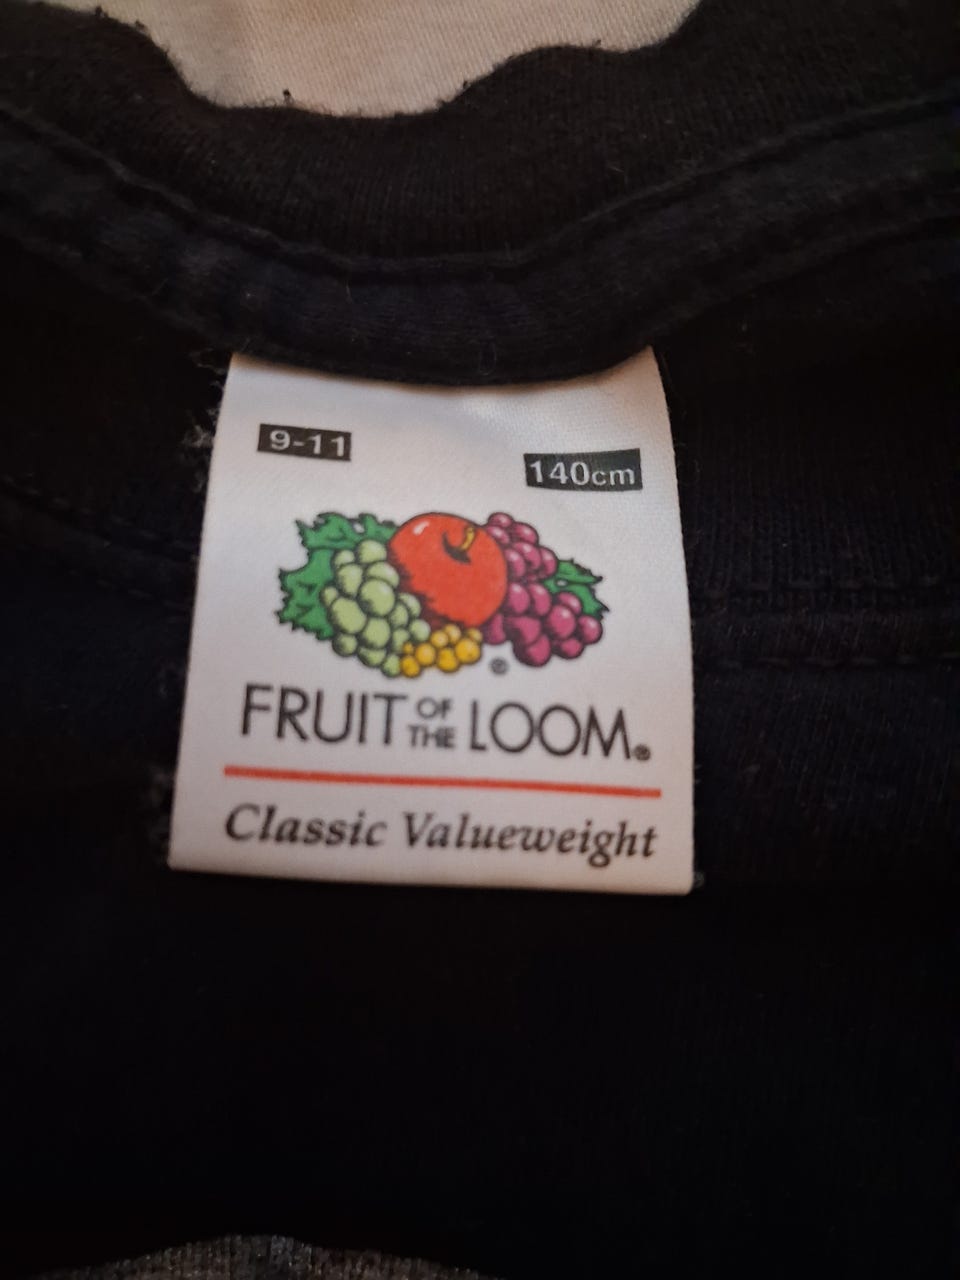 9-11
140cm
FRUIT OF THE LOOM®
Classic Valueweight